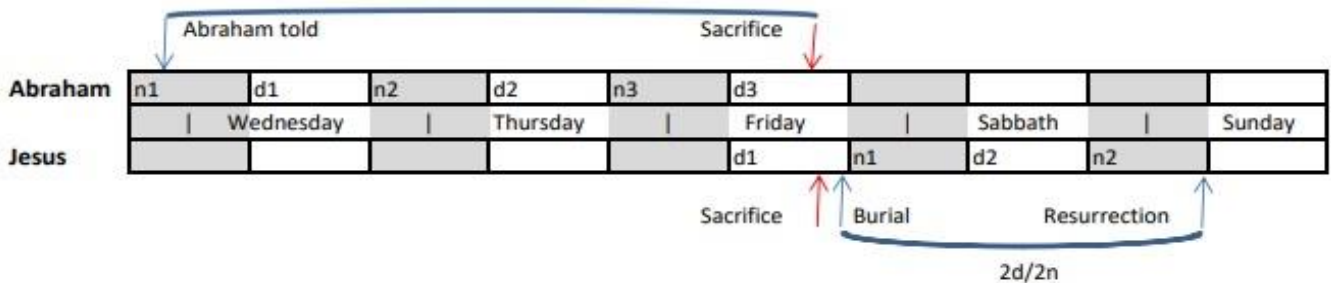 Abraham told Sacrifice
Abraham n1 d1 n2 d2 n3 d3
| Wednesday | Thursday | Friday | Sabbath | Sunday
Jesus d1 n1 d2 n2
Sacrifice Burial Resurrection
2d/2n